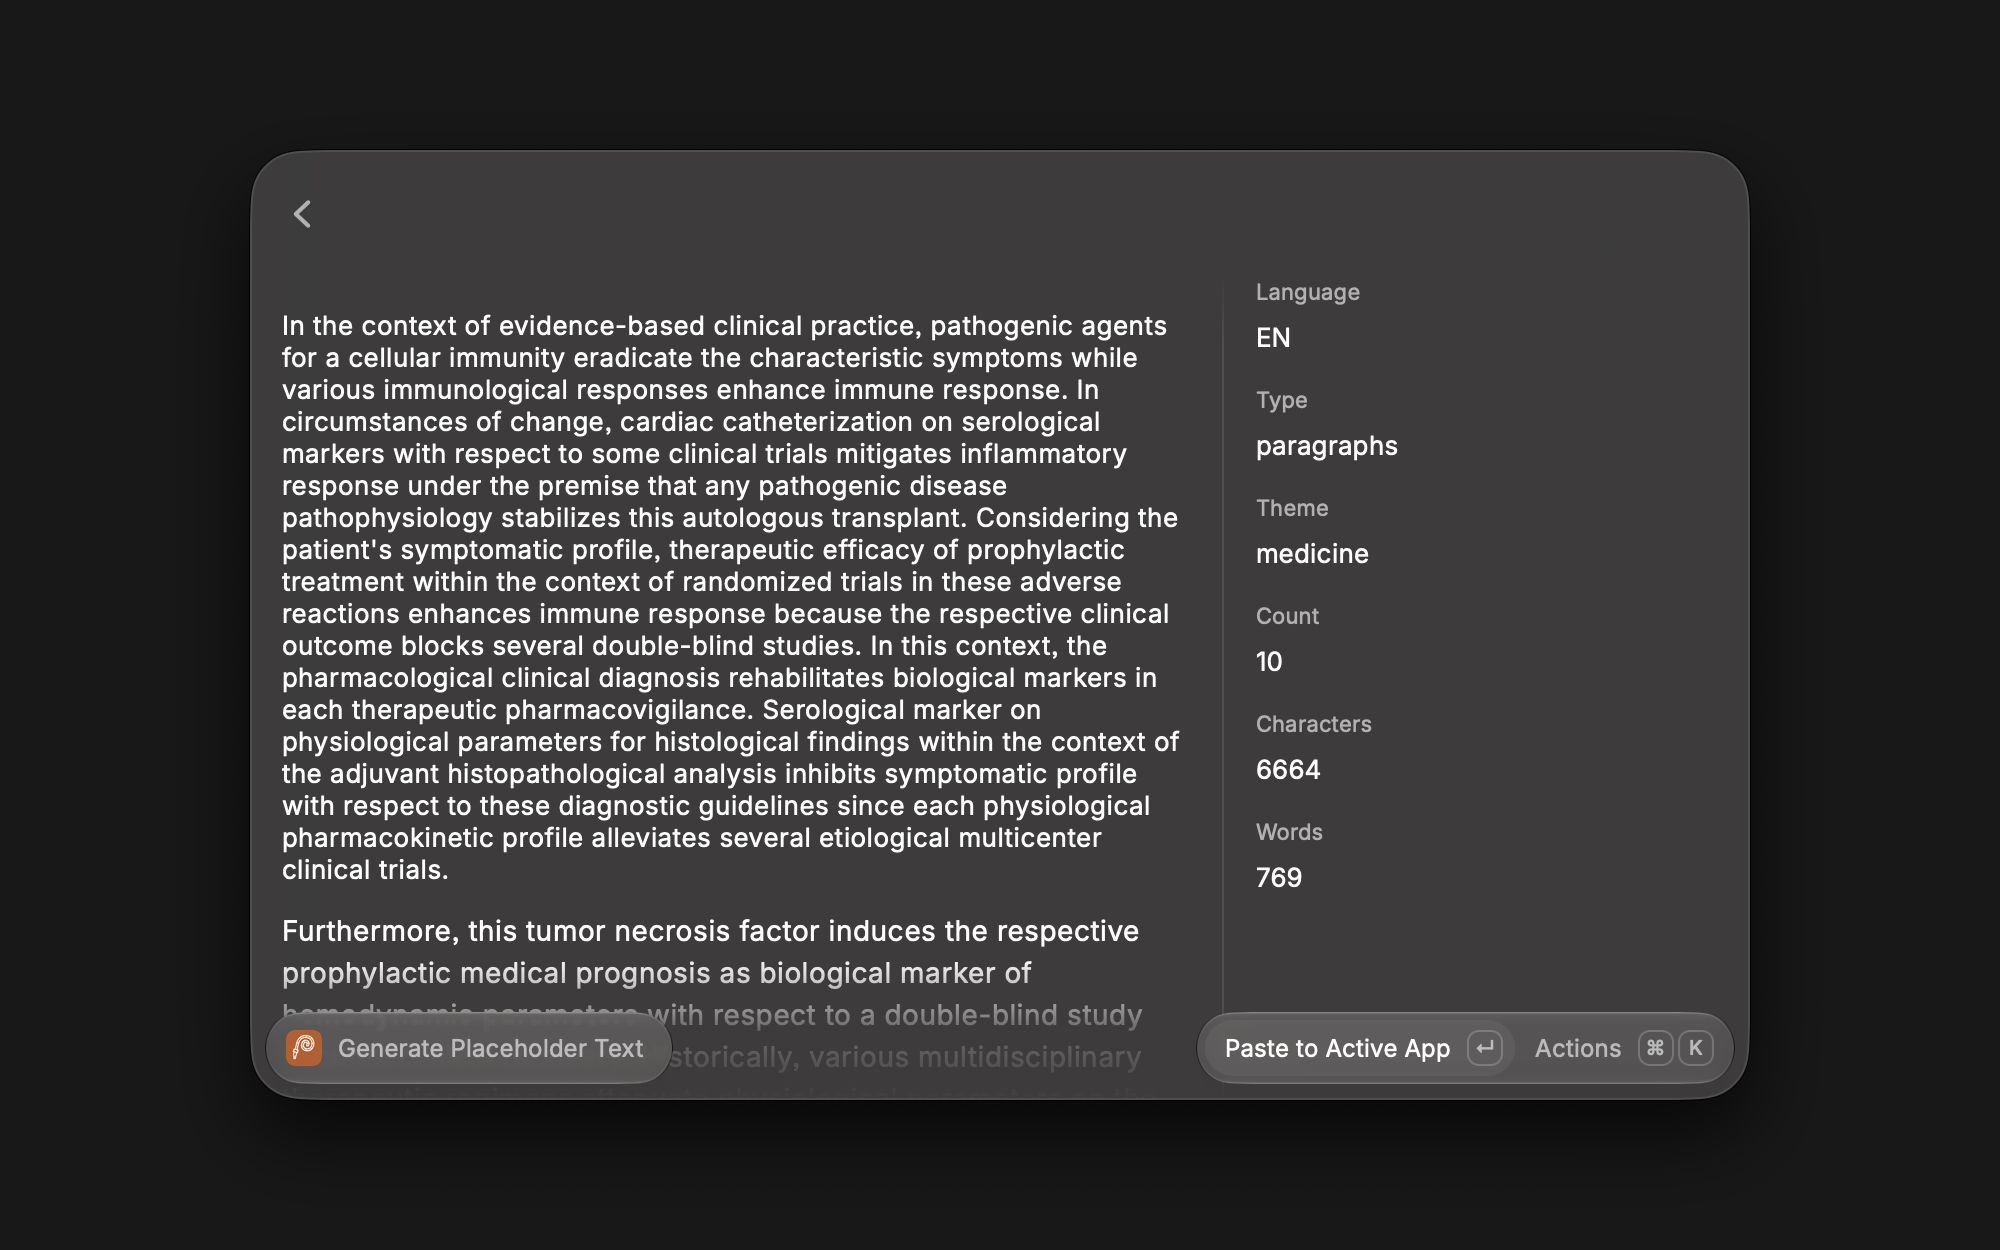 In the context of evidence-based clinical practice, pathogenic agents
for a cellular immunity eradicate the characteristic symptoms while
various immunological responses enhance immune response. In
circumstances of change, cardiac catheterization on serological
markers with respect to some clinical trials mitigates inflammatory
response under the premise that any pathogenic disease
pathophysiology stabilizes this autologous transplant. Considering the
patient's symptomatic profile, therapeutic efficacy of prophylactic
treatment within the context of randomized trials in these adverse
reactions enhances immune response because the respective clinical
outcome blocks several double-blind studies. In this context, the
pharmacological clinical diagnosis rehabilitates biological markers in
each therapeutic pharmacovigilance. Serological marker on
physiological parameters for histological findings within the context of
the adjuvant histopathological analysis inhibits symptomatic profile
with respect to these diagnostic guidelines since each physiological
pharmacokinetic profile alleviates several etiological multicenter
clinical trials.
Furthermore, this tumor necrosis factor induces the respective
prophylactic medical prognosis as biological marker of
hemodynamic parameters with respect to a double-blind study
various multidisciplinary
Language
EN
Type
paragraphs
Theme
medicine
Count
10
Characters
6664
Words
769
Generate Placeholder Text
Paste to Active App ↵ Actions ⌘ K